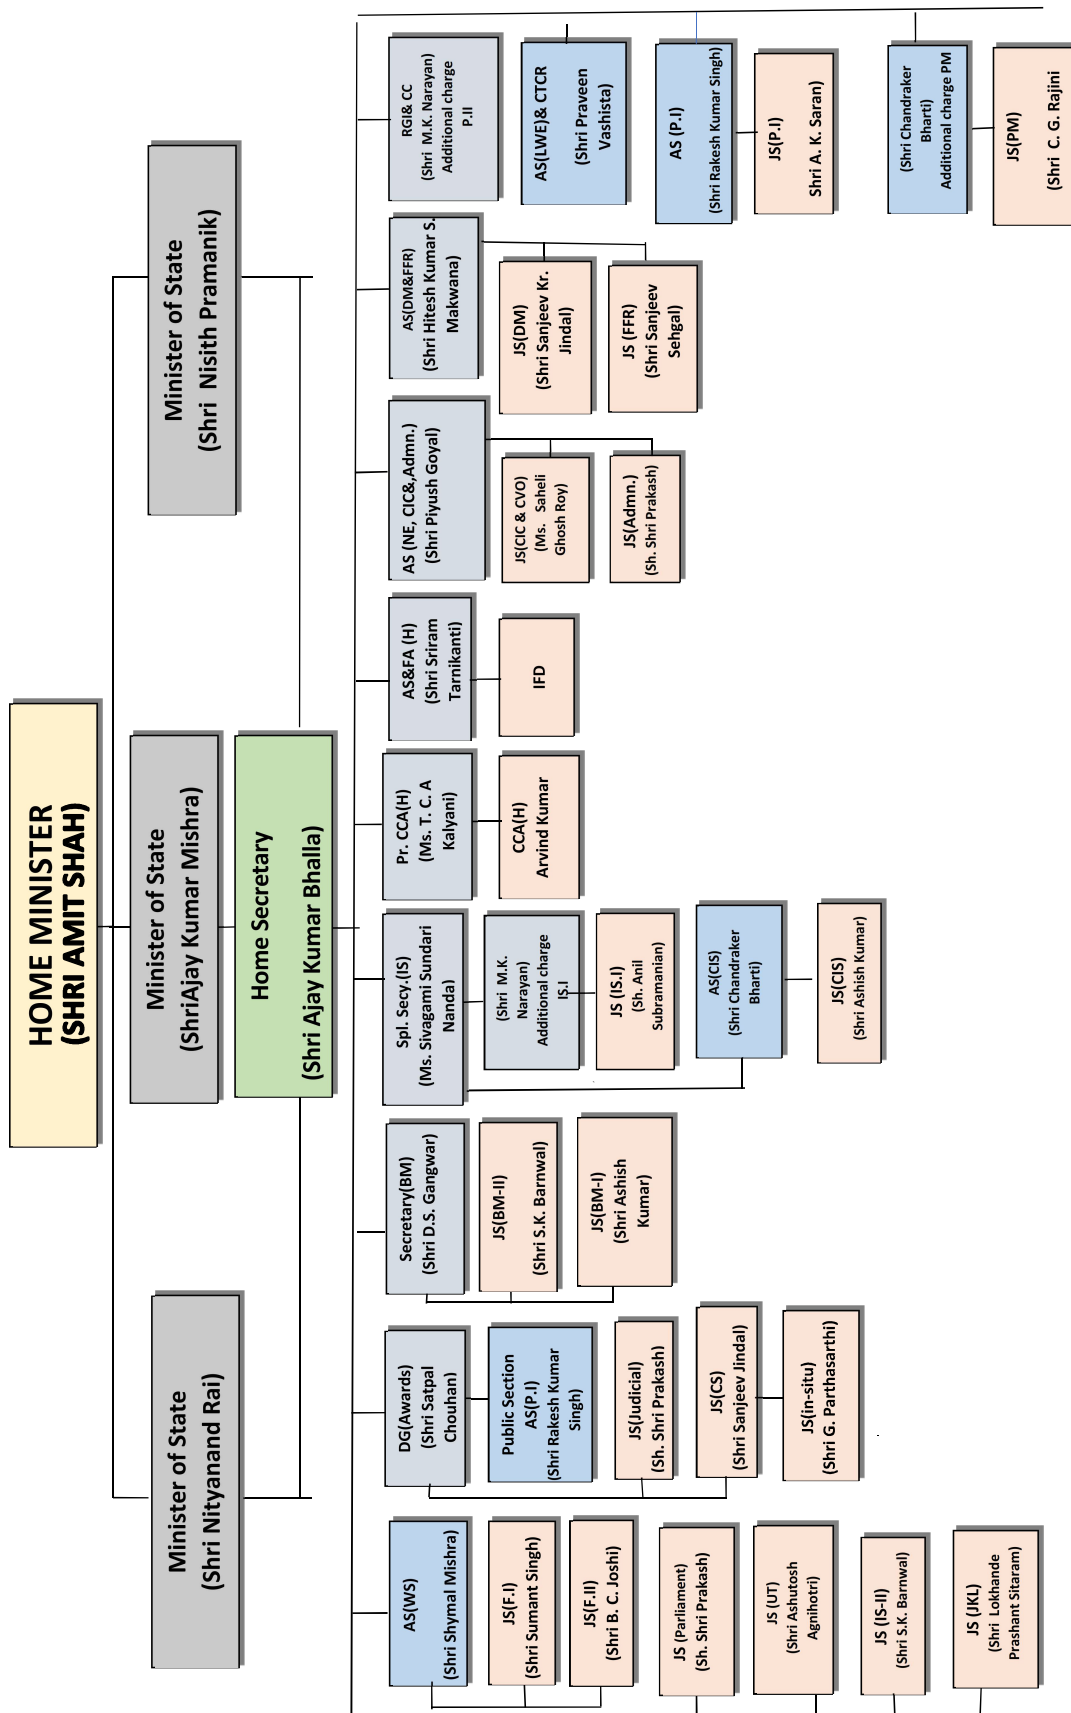 HOME MINISTER
(SHRI AMIT SHAH)
Minister of State
(Shri Nityanand Rai)
Minister of State
(ShriAjay Kumar Mishra)
Minister of State
(Shri Nisith Pramanik)
Home Secretary
(Shri Ajay Kumar Bhalla)
AS(WS)
(Shri Shymal Mishra)
JS(F.I)
(Shri Sumant Singh)
JS(F.II)
(Shri B. C. Joshi)
JS (Parliament)
(Sh. Shri Prakash)
JS (UT)
(Shri Ashutosh
Agnihotri)
JS (IS-II)
(Shri S.K. Barnwal)
JS (JKL)
(Shri Lokhande
Prashant Sitaram)
DG(Awards)
(Shri Satpal
Chouhan)
Public Section
AS(P.I)
(Shri Rakesh Kumar
Singh)
JS(Judicial)
(Sh. Shri Prakash)
JS(CS)
(Shri Sanjeev Jindal)
JS(in-situ)
(Shri G. Parthasarthi)
Secretary(BM)
(Shri D.S. Gangwar)
JS(BM-II)
(Shri S.K. Barnwal)
JS(BM-I)
(Shri Ashish
Kumar)
Spl. Secy.(IS)
(Ms. Sivagami Sundari
Nanda)
(Shri M.K.
Narayan)
Additional charge
IS.I
JS (IS.I)
(Sh. Anil
Subramanian)
AS(CIS)
(Shri Chandraker
Bharti)
JS(CIS)
(Shri Ashish Kumar)
Pr. CCA(H)
(Ms. T. C. A
Kalyani)
CCA(H)
Arvind Kumar
AS&FA (H)
(Shri Sriram
Tarnikanti)
IFD
AS (NE, CIC&,Admn.)
(Shri Piyush Goyal)
JS(CIC & CVO)
(Ms. Saheli
Ghosh Roy)
JS(Admn.)
(Sh. Shri Prakash)
AS(DM&FFR)
(Shri Hitesh Kumar S.
Makwana)
JS(DM)
(Shri Sanjeev Kr.
Jindal)
JS (FFR)
(Shri Sanjeev
Sehgal)
RGI& CC
(Shri M.K. Narayan)
Additional charge
P.II
AS(LWE)& CTCR
(Shri Praveen
Vashista)
AS (P.I)
(Shri Rakesh Kumar Singh)
JS(P.I)
Shri A. K. Saran)
(Shri Chandraker
Bharti)
Additional charge PM
JS(PM)
(Shri C. G. Rajini